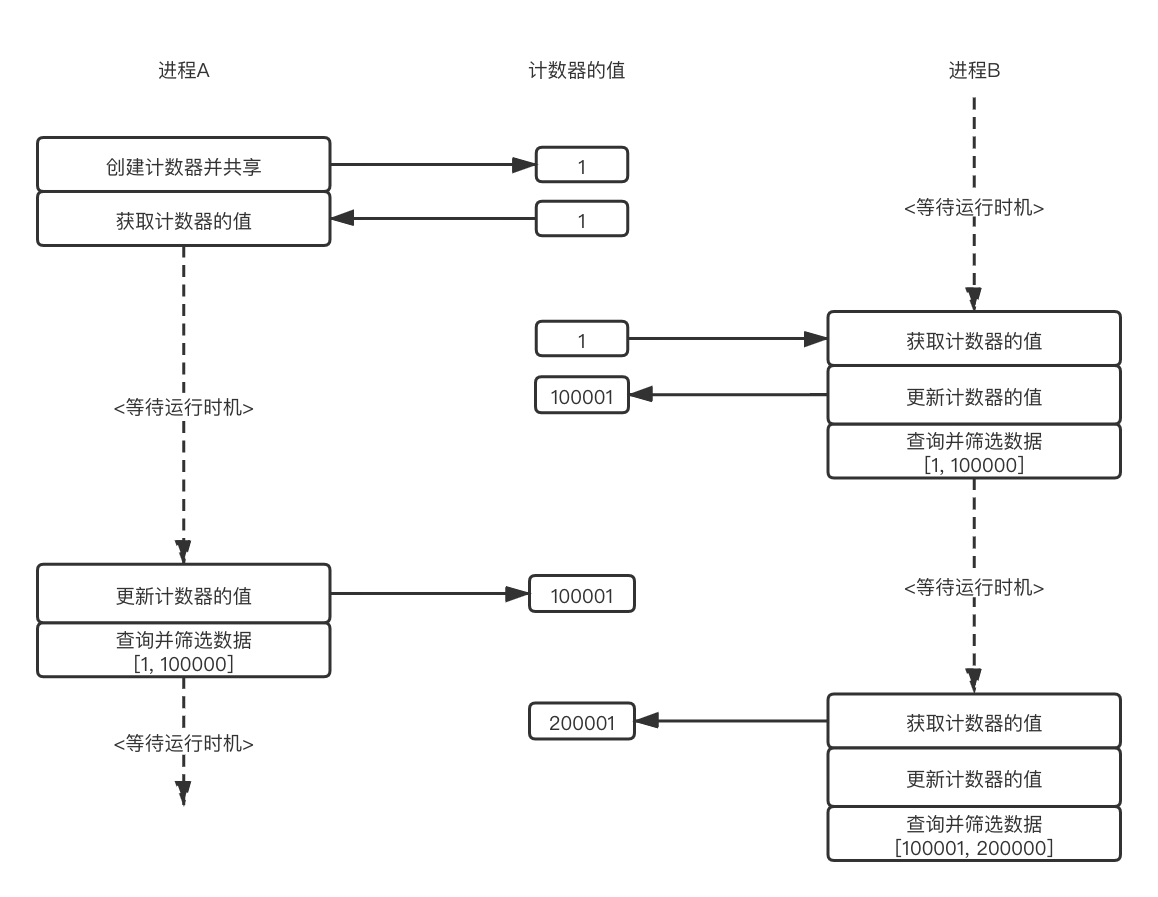 进程A
计数器的值
进程B
创建计数器并共享
1
获取计数器的值
1
<等待运行时机>
1
获取计数器的值
100001
更新计数器的值
<等待运行时机>
查询并筛选数据
[1, 100000]
更新计数器的值
100001
<等待运行时机>
查询并筛选数据
[1, 100000]
<等待运行时机>
200001
获取计数器的值
更新计数器的值
查询并筛选数据
[100001, 200000]